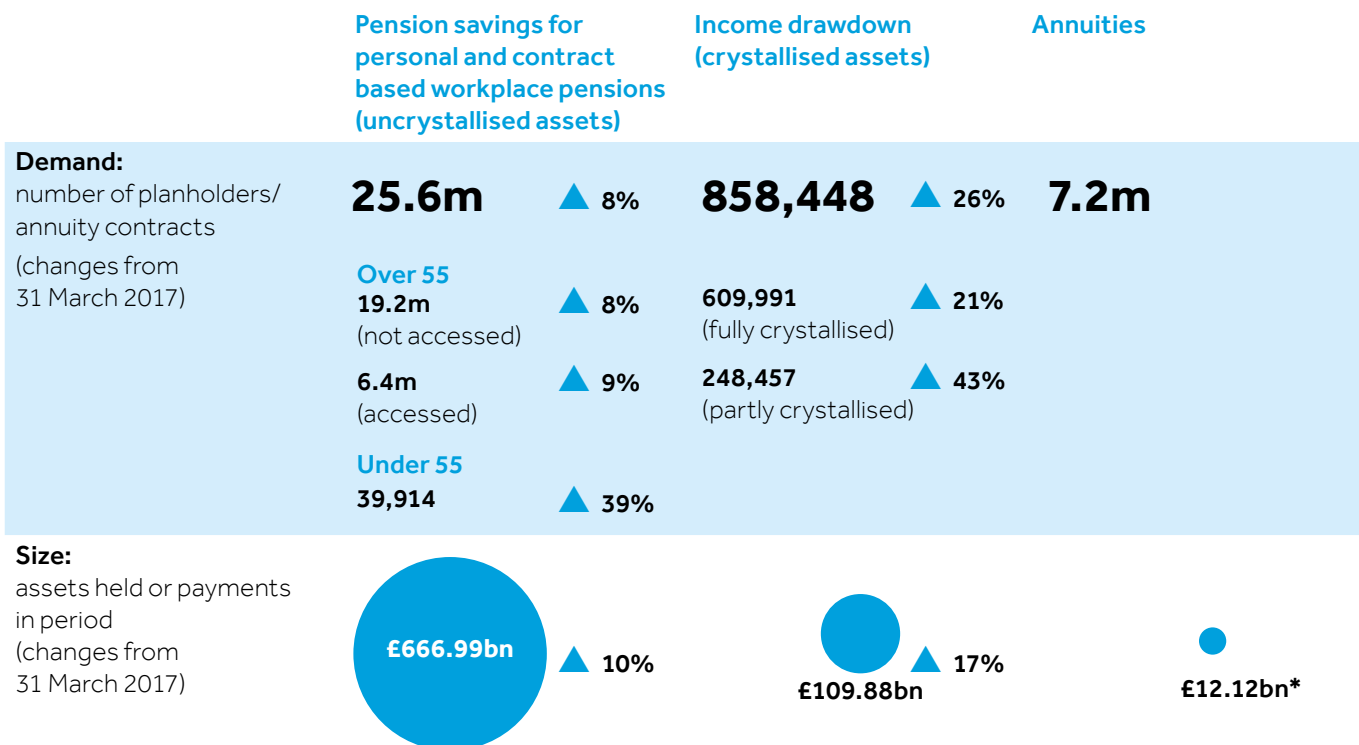 Pension savings for
personal and contract
based workplace pensions
(uncrystallised assets)
Income drawdown
(crystallised assets)
Annuities
Demand:
number of planholders/
annuity contracts
(changes from
31 March 2017)
25.6m
8%
858,448
26%
7.2m
Over 55
19.2m
(not accessed)
8%
609,991
(fully crystallised)
21%
6.4m
(accessed)
9%
248,457
(partly crystallised)
43%
Under 55
39,914
39%
Size:
assets held or payments
in period
(changes from
31 March 2017)
£666.99bn
10%
£109.88bn
17%
£12.12bn*